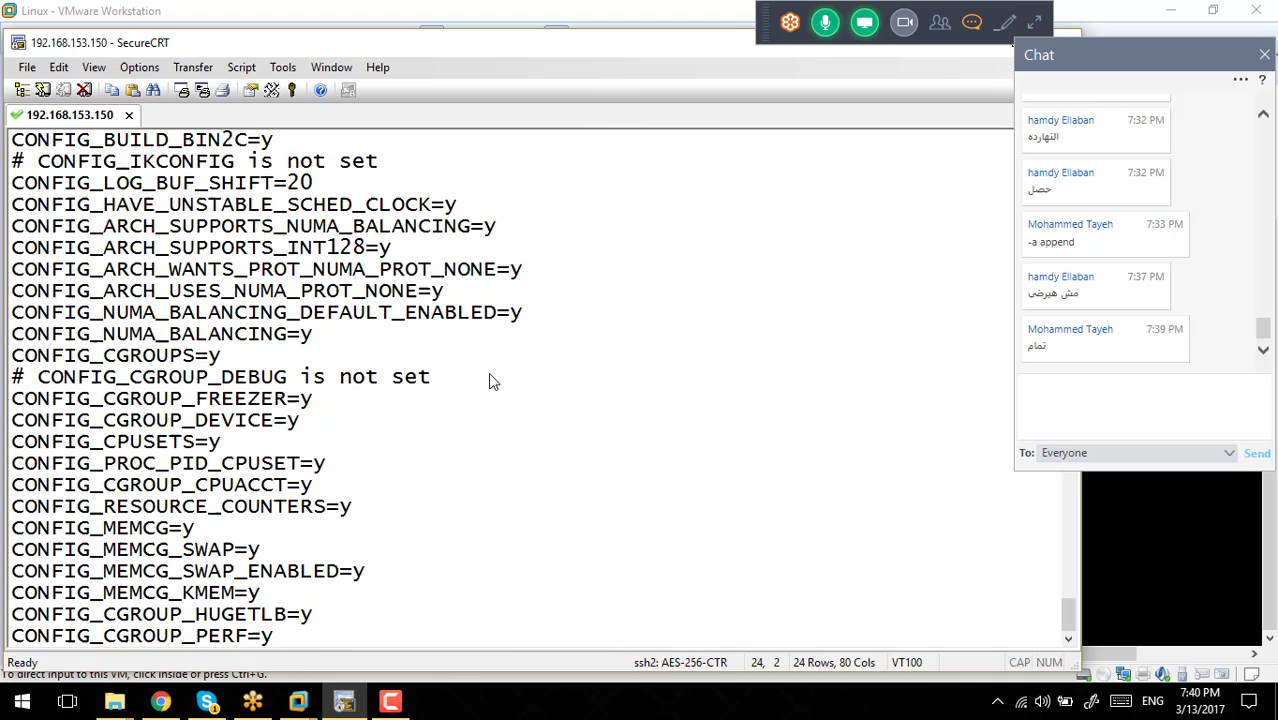 Linux - VMware Workstation
192.168.153.150 - SecureCRT
File Edit View Options Transfer Script Tools Window Help
192.168.153.150
CONFIG_BUILD_BIN2C=y
# CONFIG_IKCONFIG is not set
CONFIG_LOG_BUF_SHIFT=20
CONFIG_HAVE_UNSTABLE_SCHED_CLOCK=y
CONFIG_ARCH_SUPPORTS_NUMA_BALANCING=y
CONFIG_ARCH_SUPPORTS_INT128=y
CONFIG_ARCH_WANTS_PROT_NUMA_PROT_NONE=y
CONFIG_ARCH_USES_NUMA_PROT_NONE=y
CONFIG_NUMA_BALANCING_DEFAULT_ENABLED=y
CONFIG_NUMA_BALANCING=y
CONFIG_CGROUPS=y
# CONFIG_CGROUP_DEBUG is not set
CONFIG_CGROUP_FREEZER=y
CONFIG_CGROUP_DEVICE=y
CONFIG_CPUSETS=y
CONFIG_PROC_PID_CPUSET=y
CONFIG_CGROUP_CPUACCT=y
CONFIG_RESOURCE_COUNTERS=y
CONFIG_MEMCG=y
CONFIG_MEMCG_SWAP=y
CONFIG_MEMCG_SWAP_ENABLED=y
CONFIG_MEMCG_KMEM=y
CONFIG_CGROUP_HUGETLB=y
CONFIG_CGROUP_PERF=y
Ready ssh2: AES-256-CTR 24, 2 24 Rows, 80 Cols VT100 CAP NUM
To direct input to this VM, click inside or press Ctrl+G.
Chat
hamdy Ellaban 7:32 PM
النهارده
hamdy Ellaban 7:32 PM
حصل
Mohammed Tayeh 7:33 PM
-a append
hamdy Ellaban 7:37 PM
مش هيرضى
Mohammed Tayeh 7:39 PM
تمام
To: Everyone Send
ENG 7:40 PM
3/13/2017